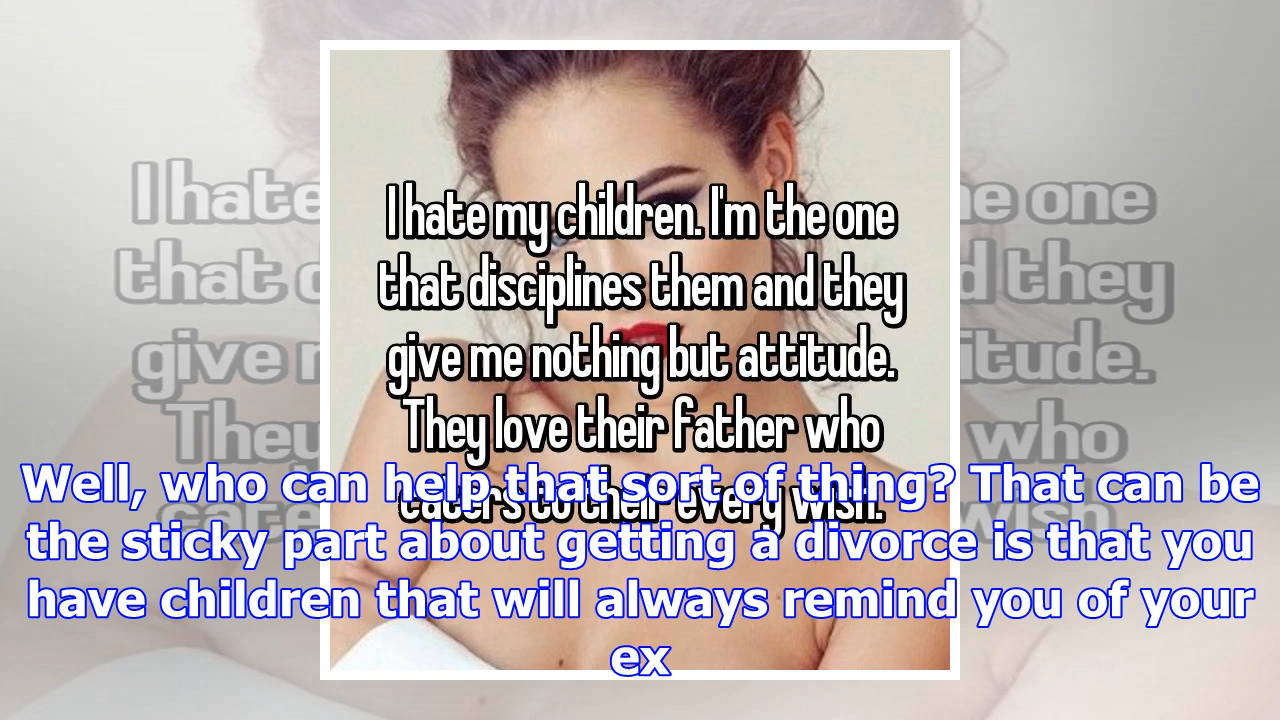 I hate my children. I'm the one
that disciplines them and they
give me nothing but attitude.
They love their father who
caters to their every wish.
Well, who can help that sort of thing? That can be
the sticky part about getting a divorce is that you
have children that will always remind you of your
ex